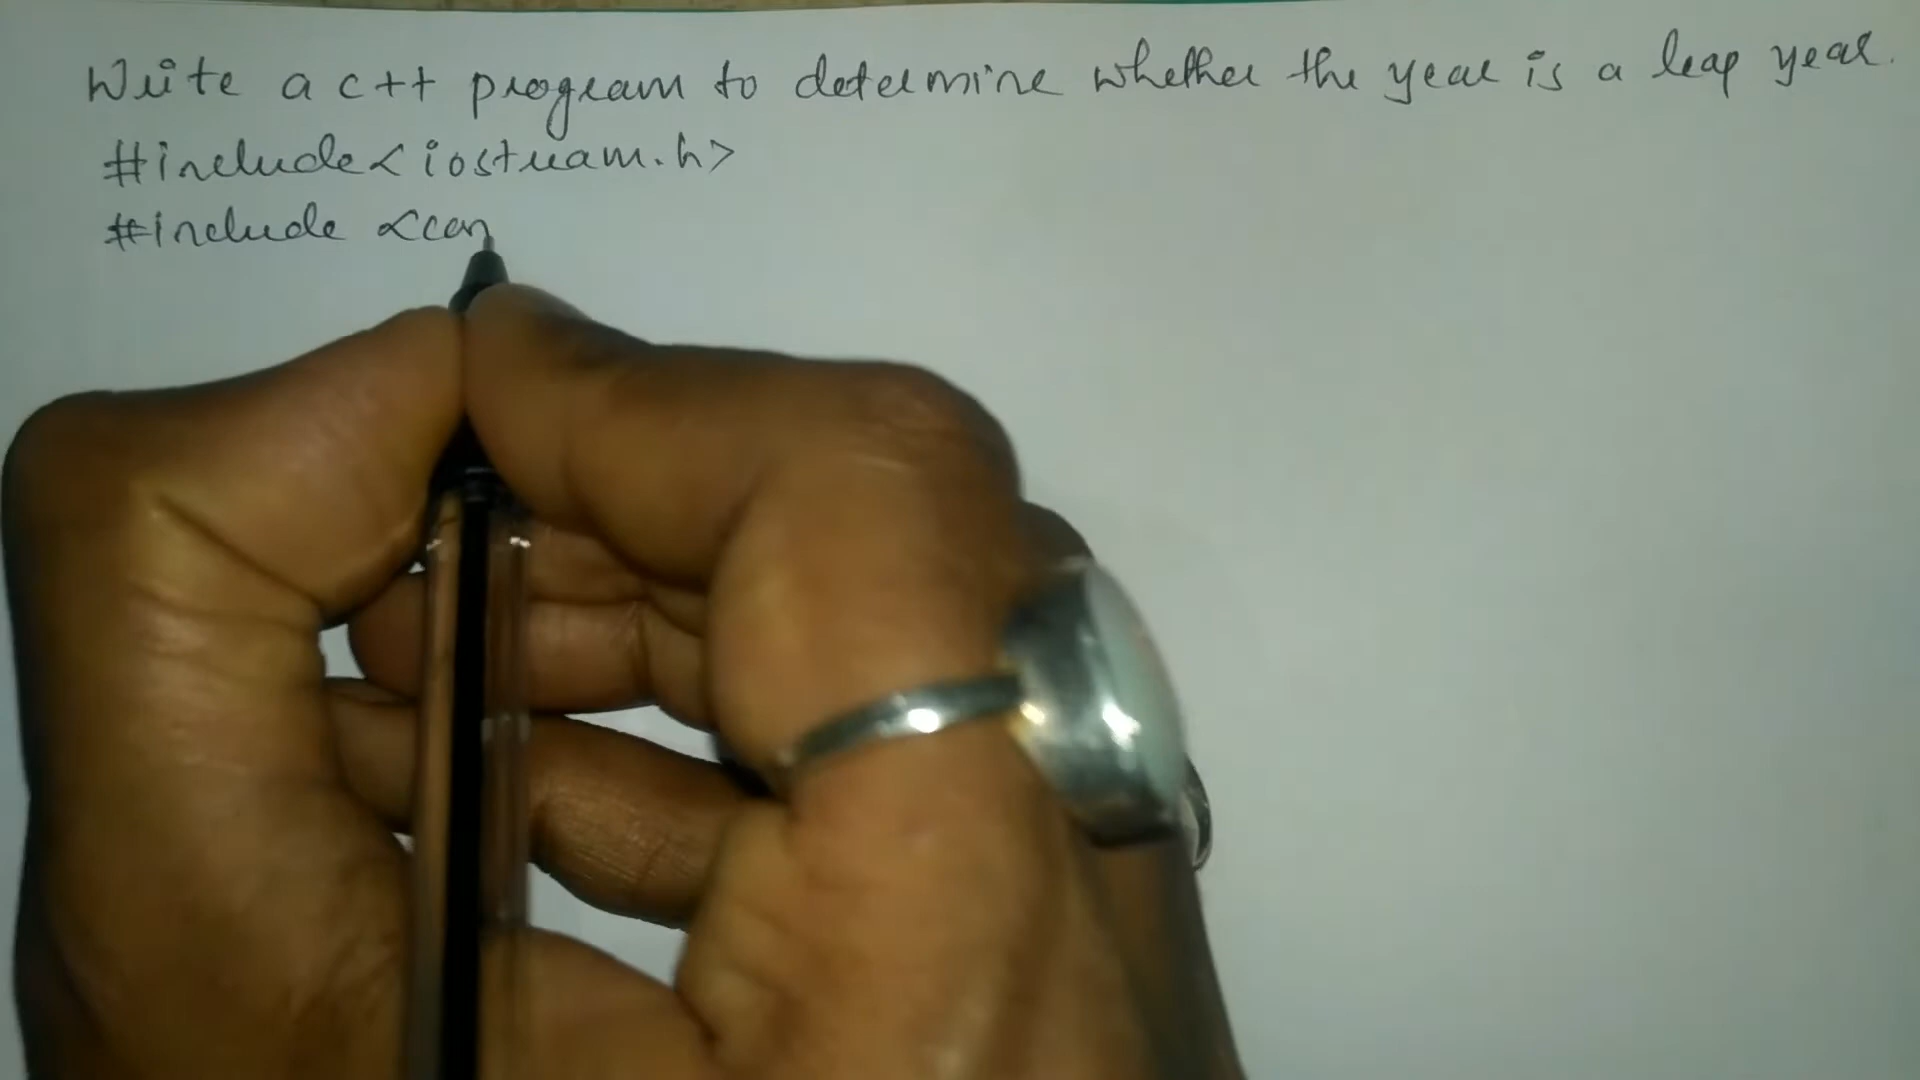 Write a c++ program to determine whether the year is a leap year.
#include<iostream.h>
#include <con